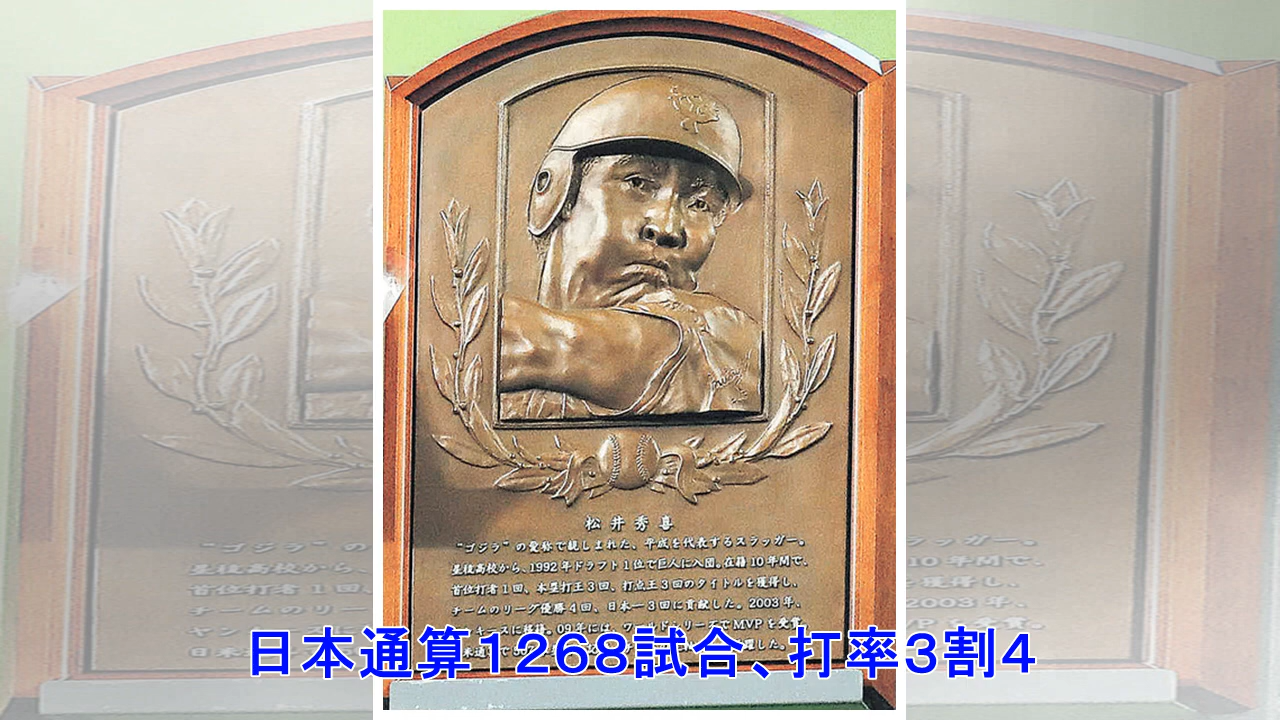 松井秀喜
"ゴジラ"の愛称で親しまれた、平成を代表するスラッガー。
星稜高校から、1992年ドラフト1位で巨人に入団。在籍10年間で、
首位打者1回、本塁打王3回、打点王3回のタイトルを獲得し、
チームのリーグ優勝4回、日本一3回に貢献した。2003年、
ヤンキースに移籍。09年には、ワールドシリーズでMVPを受賞。
日本通算1268試合、打率3割4